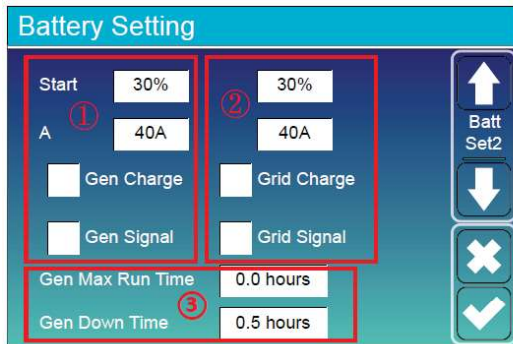 Battery Setting
Start 30% 30%
① ②
A 40A 40A
Gen Charge Grid Charge
Gen Signal Grid Signal
Gen Max Run Time 0.0 hours
③
Gen Down Time 0.5 hours
Batt
Set2